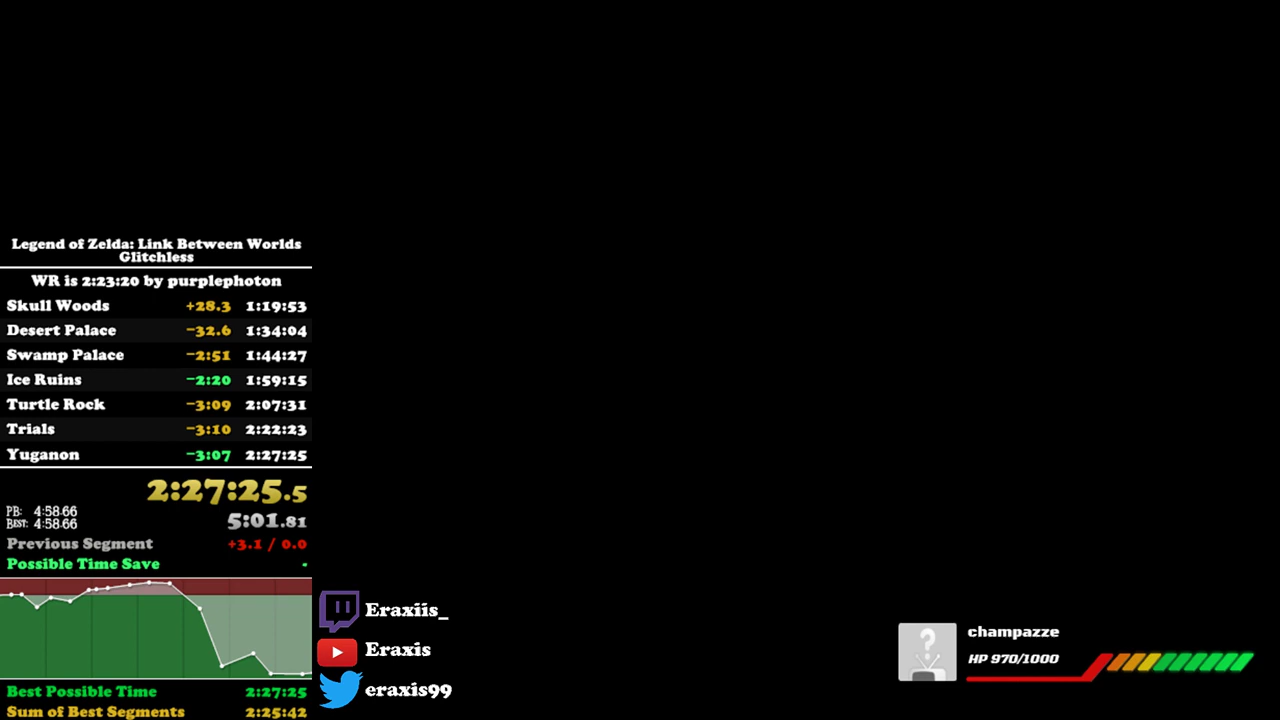 Legend of Zelda: Link Between Worlds
Glitchless
WR is 2:23:20 by purplephoton
Skull Woods +28.3 1:19:53
Desert Palace −32.6 1:34:04
Swamp Palace −2:51 1:44:27
Ice Ruins −2:20 1:59:15
Turtle Rock −3:09 2:07:31
Trials −3:10 2:22:23
Yuganon −3:07 2:27:25
2:27:25.5
PB: 4:58.66
BEST: 4:58.66
5:01.81
Previous Segment +3.1 / 0.0
Possible Time Save -
Best Possible Time 2:27:25
Sum of Best Segments 2:25:42
Eraxiis_
Eraxis
eraxis99
?
champazze
HP 970/1000